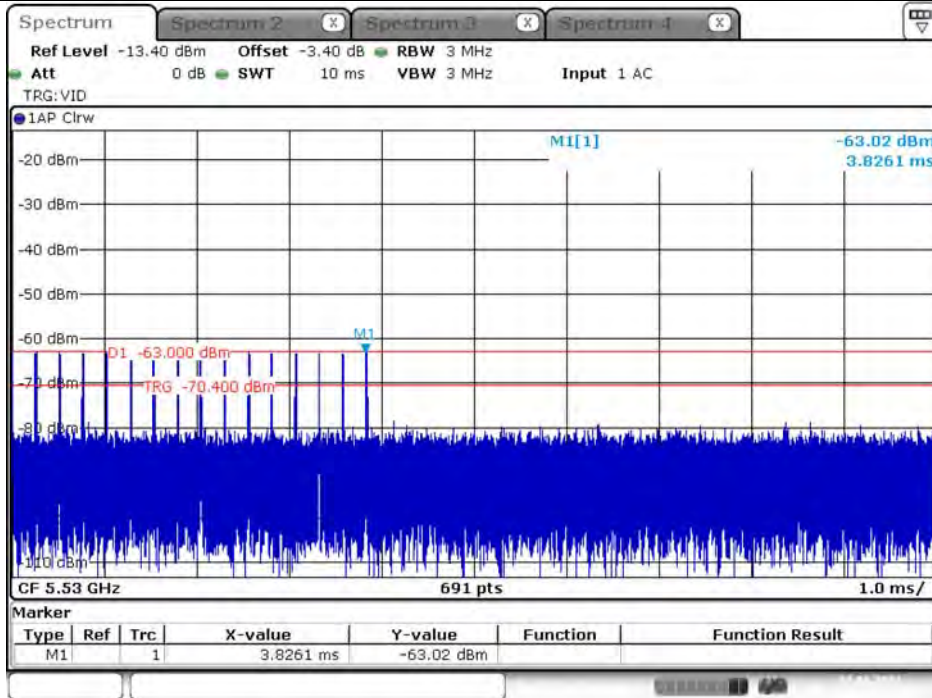 Spectrum Spectrum 2 X Spectrum 3 X Spectrum 4 X
Ref Level -13.40 dBm Offset -3.40 dB RBW 3 MHz
Att 0 dB SWT 10 ms VBW 3 MHz Input 1 AC
TRG:VID
1AP Clrw
M1[1] -63.02 dBm
3.8261 ms
-20 dBm
-30 dBm
-40 dBm
-50 dBm
-60 dBm
M1
D1 -63.000 dBm
-70 dBm
TRG -70.400 dBm
-80 dBm
-110 dBm
CF 5.53 GHz 691 pts 1.0 ms/
Marker
Type Ref Trc X-value Y-value Function Function Result
M1 1 3.8261 ms -63.02 dBm